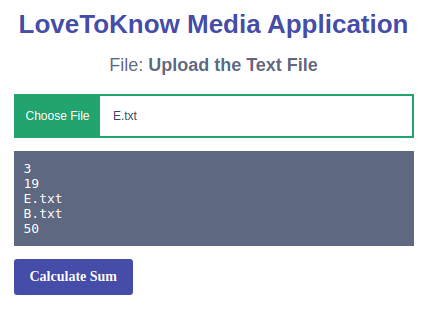 LoveToKnow Media Application
File: Upload the Text File
Choose File E.txt
3
19
E.txt
B.txt
50
Calculate Sum